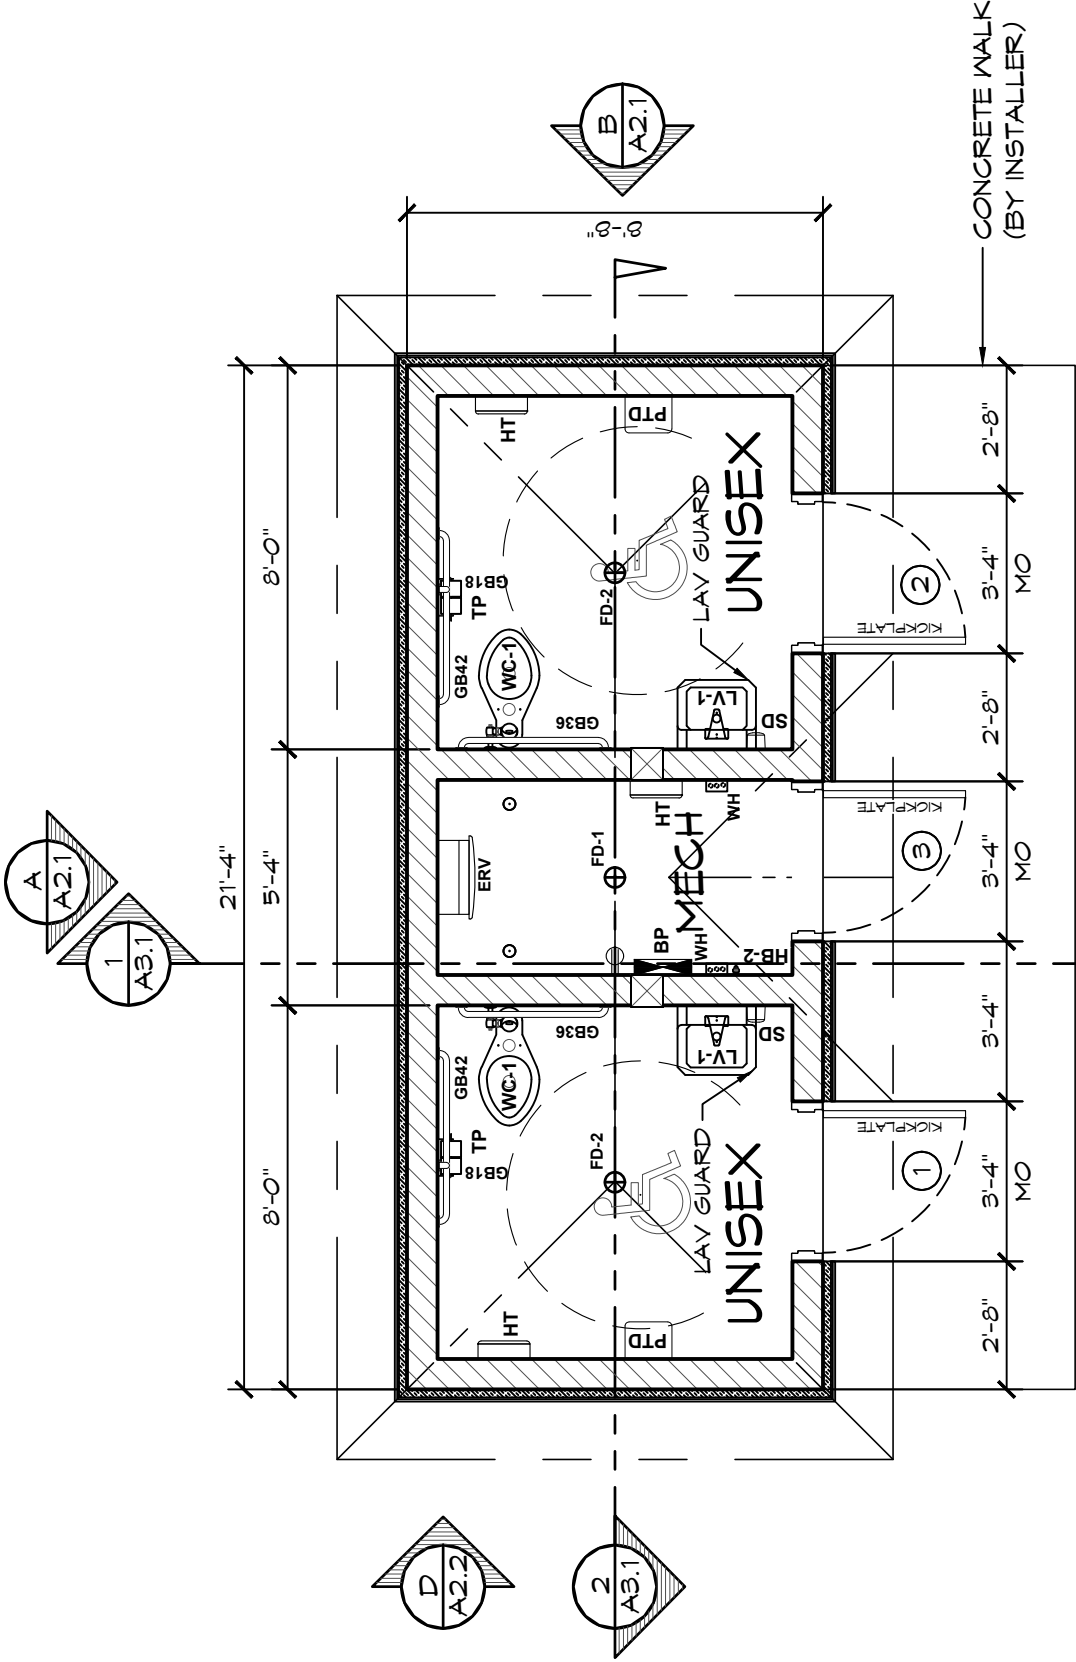 A
A2.1
1
A3.1
21'-4"
8'-0"
5'-4"
8'-0"
B
A2.1
8'-8"
D
A2.2
2
A3.1
CONCRETE WALK
(BY INSTALLER)
HT
PTD
GB18
TP
GB42
WC-1
GB36
FD-2
LAV GUARD
UNISEX
LV-1
SD
ERV
FD-1
HT
WH
MECH
BP
WH
HB-2
GB36
GB42
WC-1
TP
GB18
FD-2
LV-1
SD
LAV GUARD
UNISEX
HT
PTD
KICKPLATE
2
KICKPLATE
3
KICKPLATE
1
2'-8"
3'-4"
MO
3'-4"
3'-4"
MO
2'-8"
3'-4"
MO
2'-8"